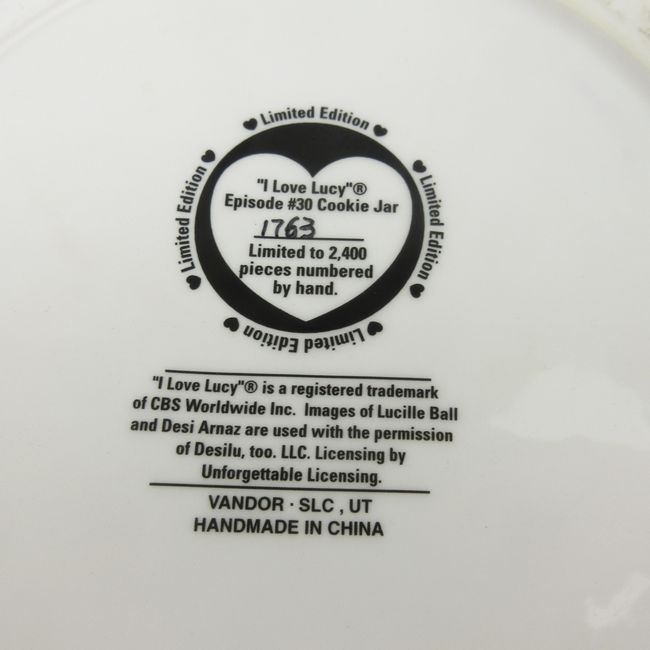 Limited Edition
Limited Edition
Limited Edition
Limited Edition
"I Love Lucy"®
Episode #30 Cookie Jar
1763
Limited to 2,400
pieces numbered
by hand.
"I Love Lucy"® is a registered trademark
of CBS Worldwide Inc. Images of Lucille Ball
and Desi Arnaz are used with the permission
of Desilu, too. LLC. Licensing by
Unforgettable Licensing.
VANDOR · SLC , UT
HANDMADE IN CHINA